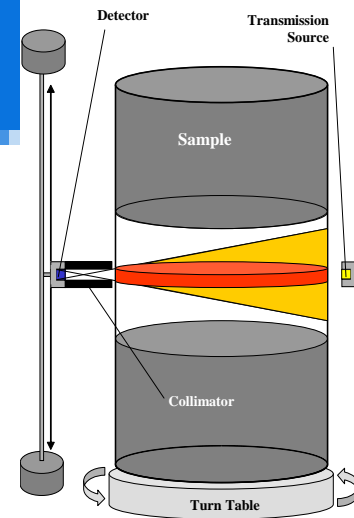 Detector
Transmission
Source
Sample
Collimator
Turn Table